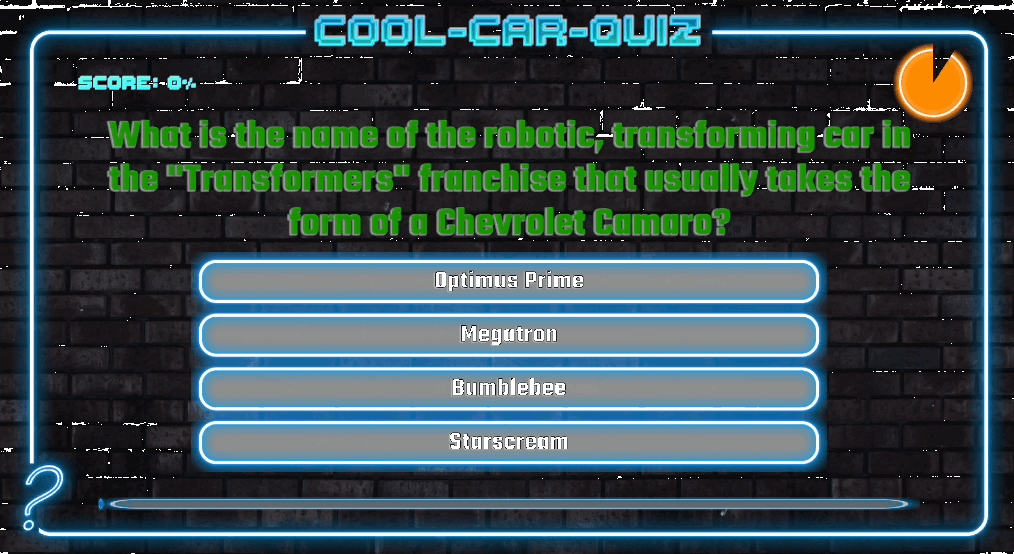 COOL-CAR-QUIZ
SCORE: 0%
What is the name of the robotic, transforming car in
the "Transformers" franchise that usually takes the
form of a Chevrolet Camaro?
Optimus Prime
Megatron
Bumblebee
Starscream
?